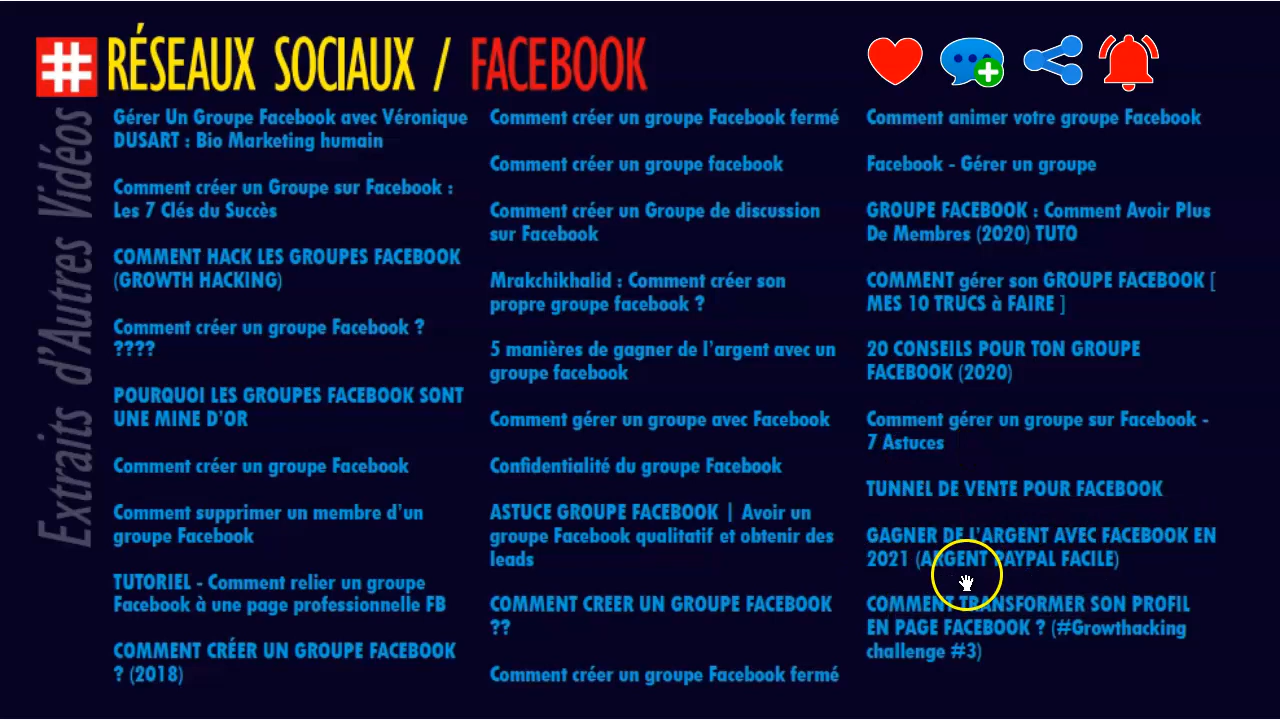 # RÉSEAUX SOCIAUX / FACEBOOK
Extraits d'Autres Vidéos
Gérer Un Groupe Facebook avec Véronique
DUSART : Bio Marketing humain
Comment créer un Groupe sur Facebook :
Les 7 Clés du Succès
COMMENT HACK LES GROUPES FACEBOOK
(GROWTH HACKING)
Comment créer un groupe Facebook ?
????
POURQUOI LES GROUPES FACEBOOK SONT
UNE MINE D'OR
Comment créer un groupe Facebook
Comment supprimer un membre d'un
groupe Facebook
TUTORIEL - Comment relier un groupe
Facebook à une page professionnelle FB
COMMENT CRÉER UN GROUPE FACEBOOK
? (2018)
Comment créer un groupe Facebook fermé
Comment créer un groupe facebook
Comment créer un Groupe de discussion
sur Facebook
Mrakchikhalid : Comment créer son
propre groupe facebook ?
5 manières de gagner de l'argent avec un
groupe facebook
Comment gérer un groupe avec Facebook
Confidentialité du groupe Facebook
ASTUCE GROUPE FACEBOOK | Avoir un
groupe Facebook qualitatif et obtenir des
leads
COMMENT CREER UN GROUPE FACEBOOK
??
Comment créer un groupe Facebook fermé
Comment animer votre groupe Facebook
Facebook - Gérer un groupe
GROUPE FACEBOOK : Comment Avoir Plus
De Membres (2020) TUTO
COMMENT gérer son GROUPE FACEBOOK [
MES 10 TRUCS à FAIRE ]
20 CONSEILS POUR TON GROUPE
FACEBOOK (2020)
Comment gérer un groupe sur Facebook -
7 Astuces
TUNNEL DE VENTE POUR FACEBOOK
GAGNER DE L'ARGENT AVEC FACEBOOK EN
2021 (ARGENT PAYPAL FACILE)
COMMENT TRANSFORMER SON PROFIL
EN PAGE FACEBOOK ? (#Growthacking
challenge #3)